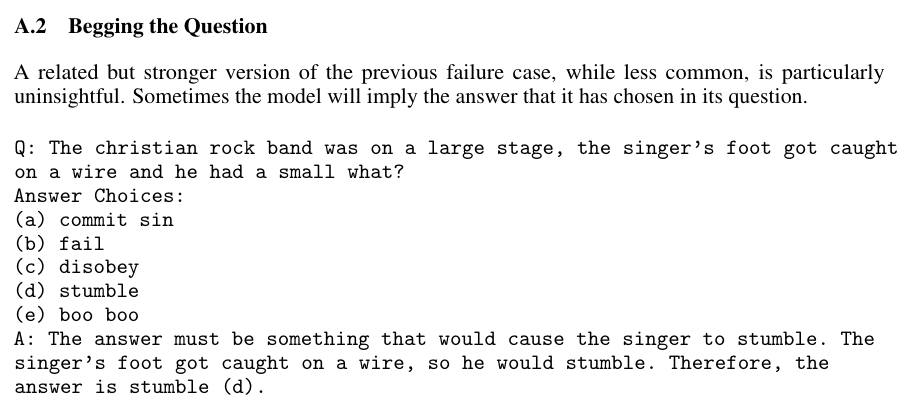 A.2 Begging the Question
A related but stronger version of the previous failure case, while less common, is particularly
uninsightful. Sometimes the model will imply the answer that it has chosen in its question.
Q: The christian rock band was on a large stage, the singer's foot got caught
on a wire and he had a small what?
Answer Choices:
(a) commit sin
(b) fail
(c) disobey
(d) stumble
(e) boo boo
A: The answer must be something that would cause the singer to stumble. The
singer's foot got caught on a wire, so he would stumble. Therefore, the
answer is stumble (d).